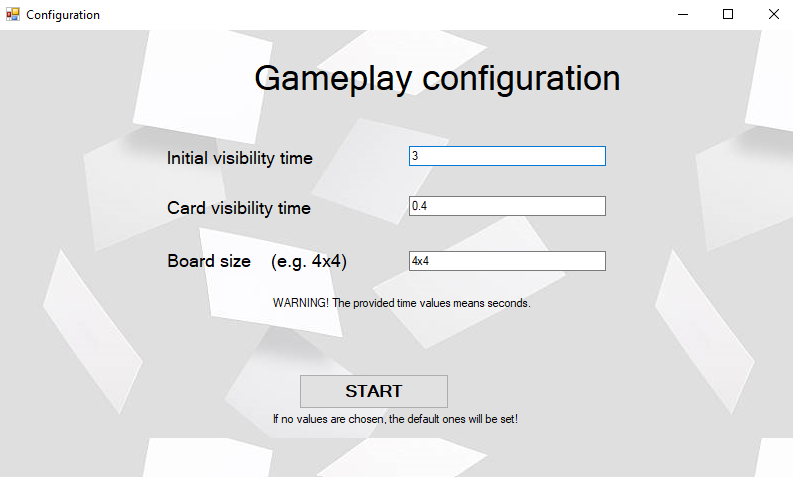 Configuration
Gameplay configuration
Initial visibility time
3
Card visibility time
0.4
Board size (e.g. 4x4)
4x4
WARNING! The provided time values means seconds.
START
If no values are chosen, the default ones will be set!